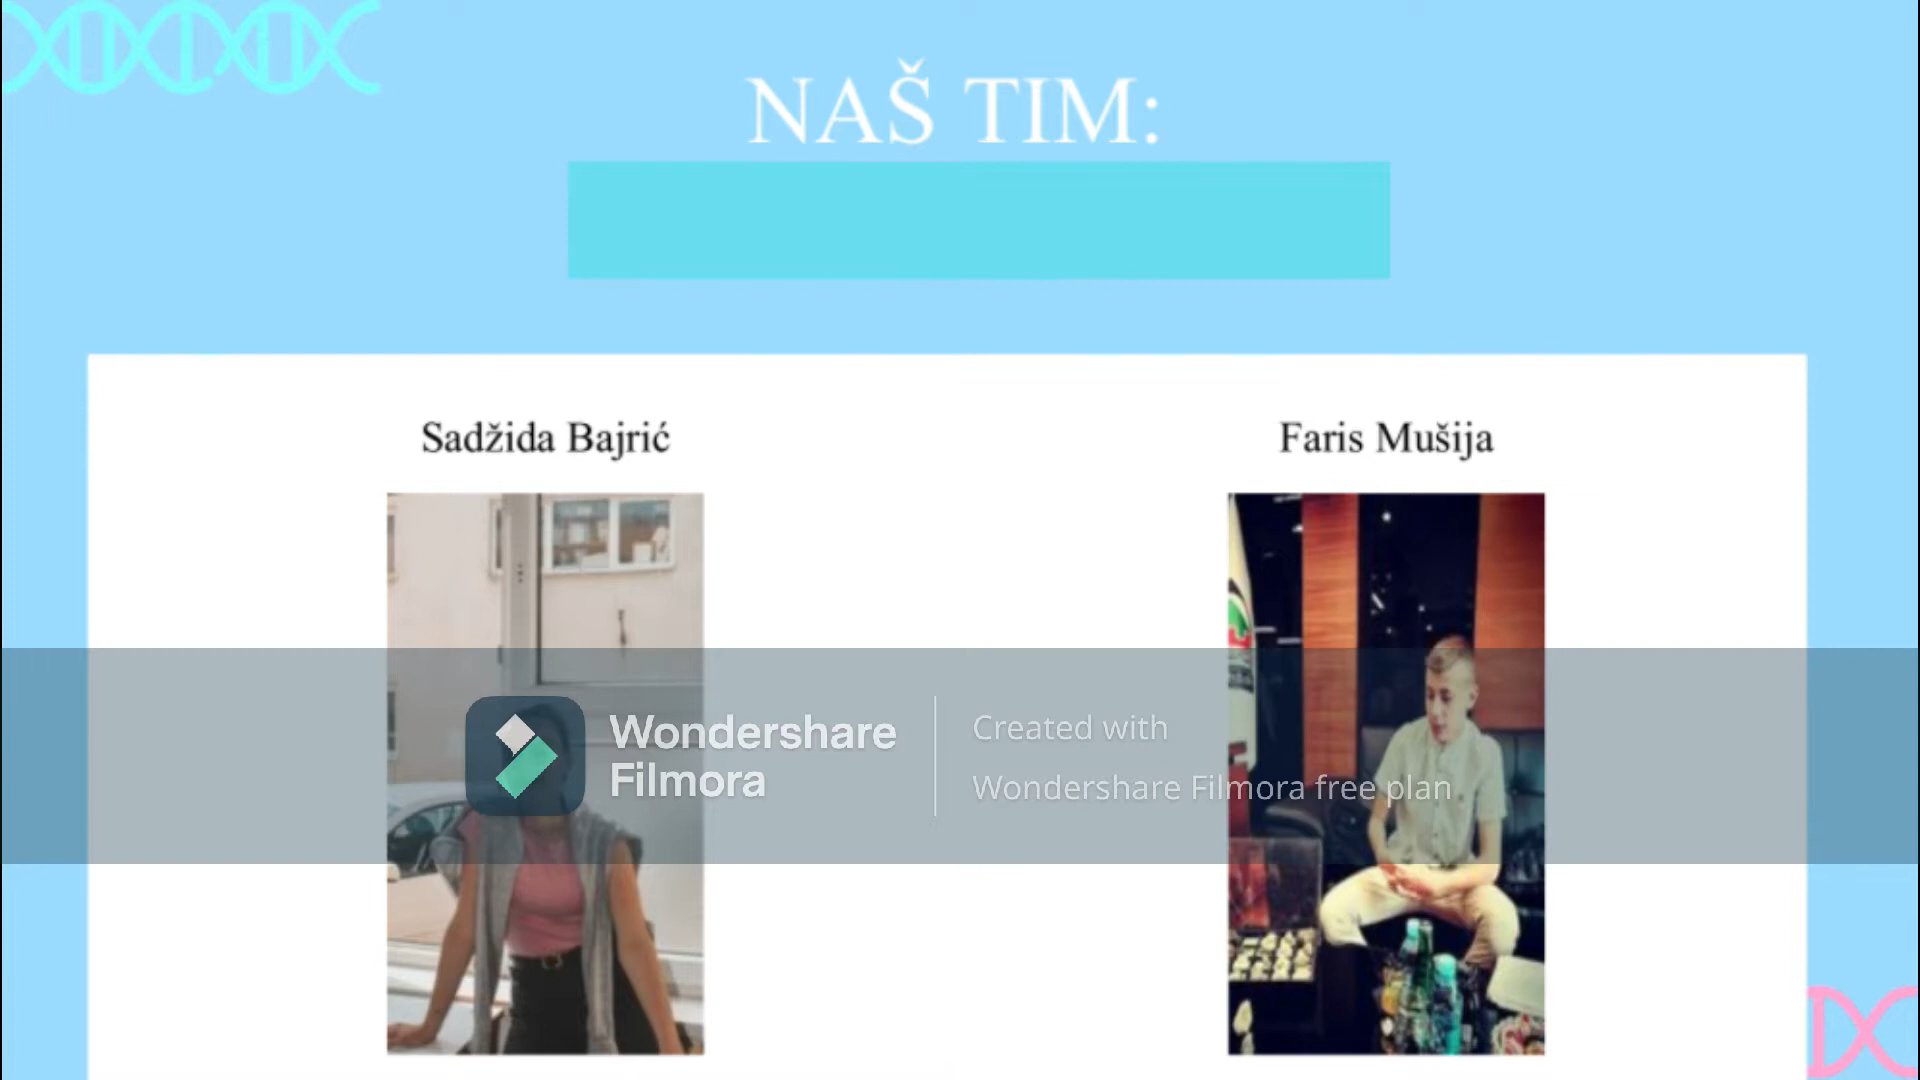 NAŠ TIM:
Sadžida Bajrić
Faris Mušija
Wondershare
Filmora
Created with
Wondershare Filmora free plan